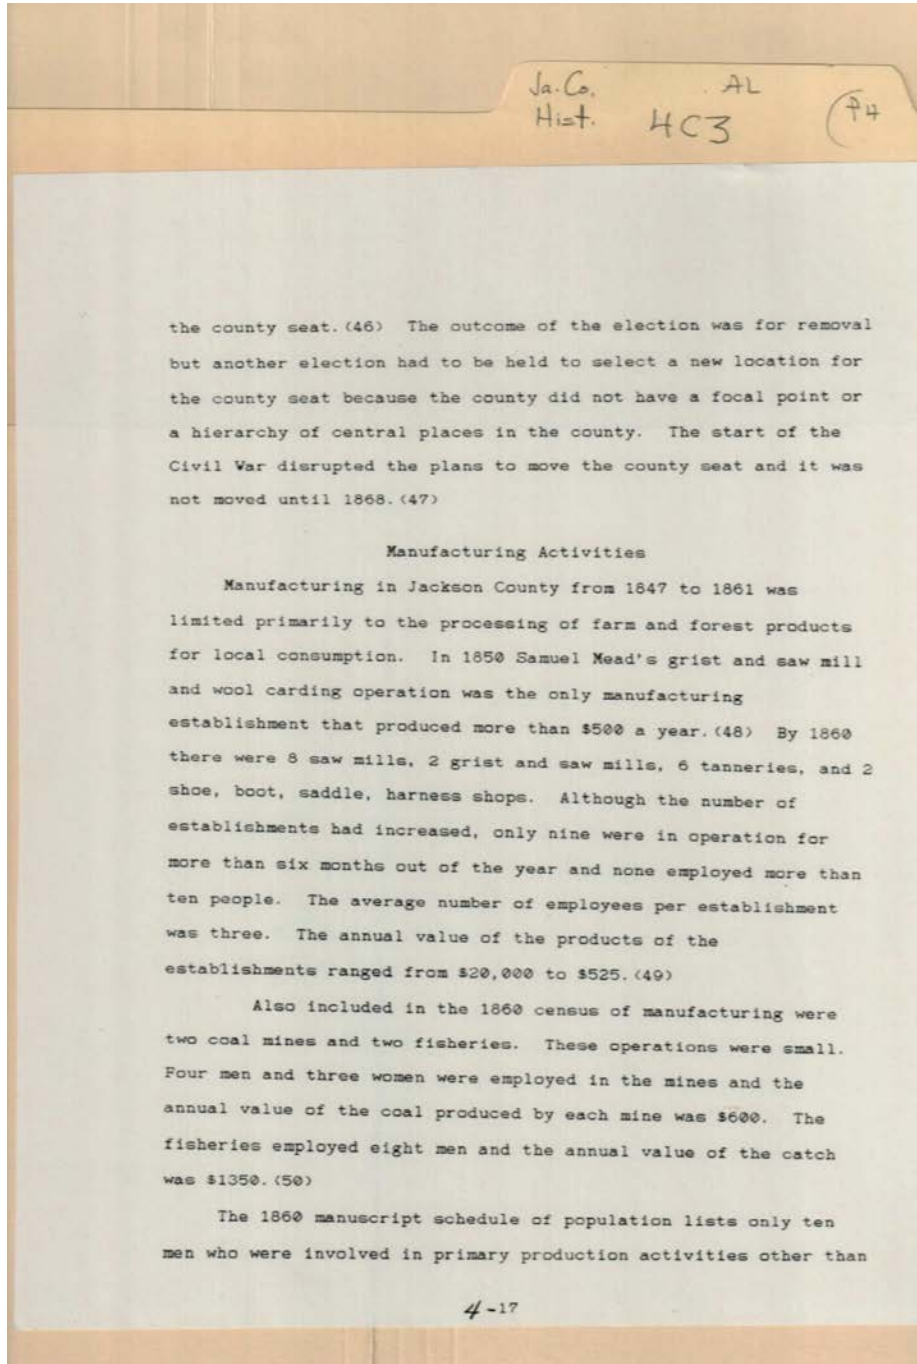 Ja. Co. AL
Hist. 4C3 P4
the county seat.(46) The outcome of the election was for removal
but another election had to be held to select a new location for
the county seat because the county did not have a focal point or
a hierarchy of central places in the county. The start of the
Civil War disrupted the plans to move the county seat and it was
not moved until 1868.(47)
Manufacturing Activities
Manufacturing in Jackson County from 1847 to 1861 was
limited primarily to the processing of farm and forest products
for local consumption. In 1850 Samuel Mead's grist and saw mill
and wool carding operation was the only manufacturing
establishment that produced more than $500 a year.(48) By 1860
there were 8 saw mills, 2 grist and saw mills, 6 tanneries, and 2
shoe, boot, saddle, harness shops. Although the number of
establishments had increased, only nine were in operation for
more than six months out of the year and none employed more than
ten people. The average number of employees per establishment
was three. The annual value of the products of the
establishments ranged from $20,000 to $525.(49)
Also included in the 1860 census of manufacturing were
two coal mines and two fisheries. These operations were small.
Four men and three women were employed in the mines and the
annual value of the coal produced by each mine was $600. The
fisheries employed eight men and the annual value of the catch
was $1350.(50)
The 1860 manuscript schedule of population lists only ten
men who were involved in primary production activities other than
4-17